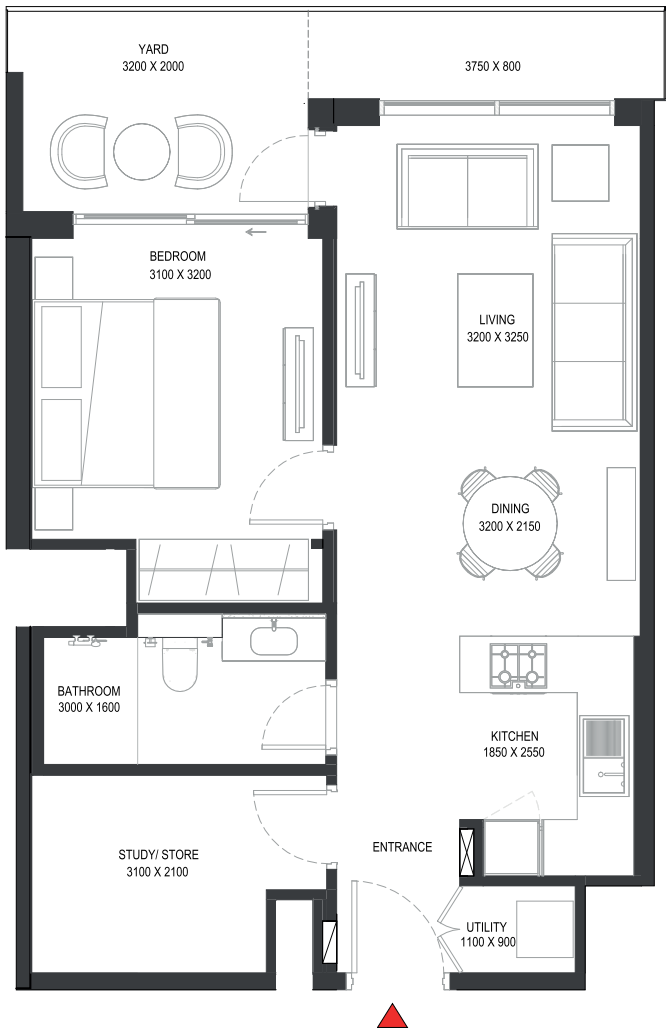 YARD
3200 X 2000
3750 X 800
BEDROOM
3100 X 3200
LIVING
3200 X 3250
DINING
3200 X 2150
BATHROOM
3000 X 1600
KITCHEN
1850 X 2550
STUDY/ STORE
3100 X 2100
ENTRANCE
UTILITY
1100 X 900